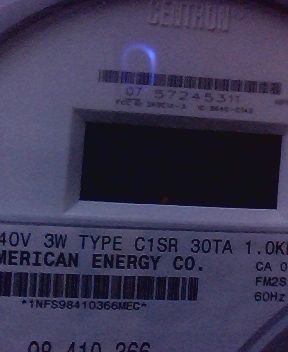 CENTRON
07 57245311
40V 3W TYPE C1SR 30TA 1.0K
MERICAN ENERGY CO.
CA 0
FM2S
60Hz
*1NFS98410366MEC*
98 410 366